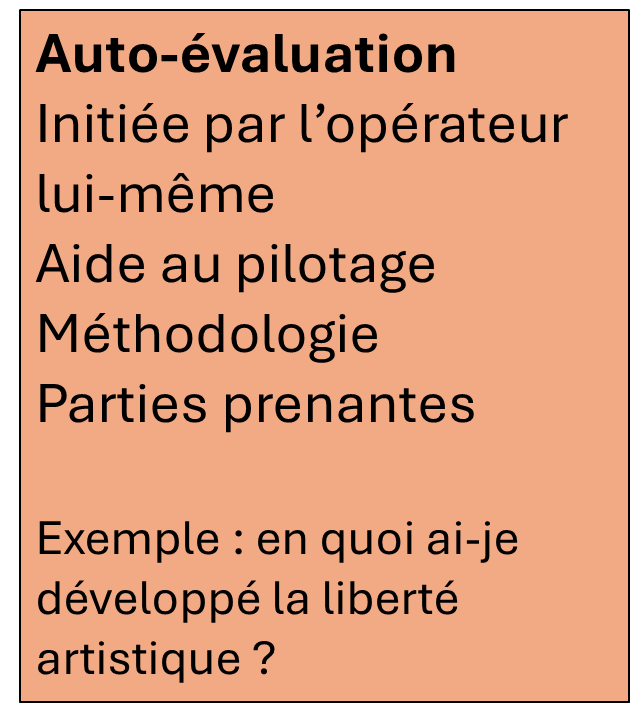 Auto-évaluation
Initiée par l’opérateur
lui-même
Aide au pilotage
Méthodologie
Parties prenantes
Exemple : en quoi ai-je
développé la liberté
artistique ?